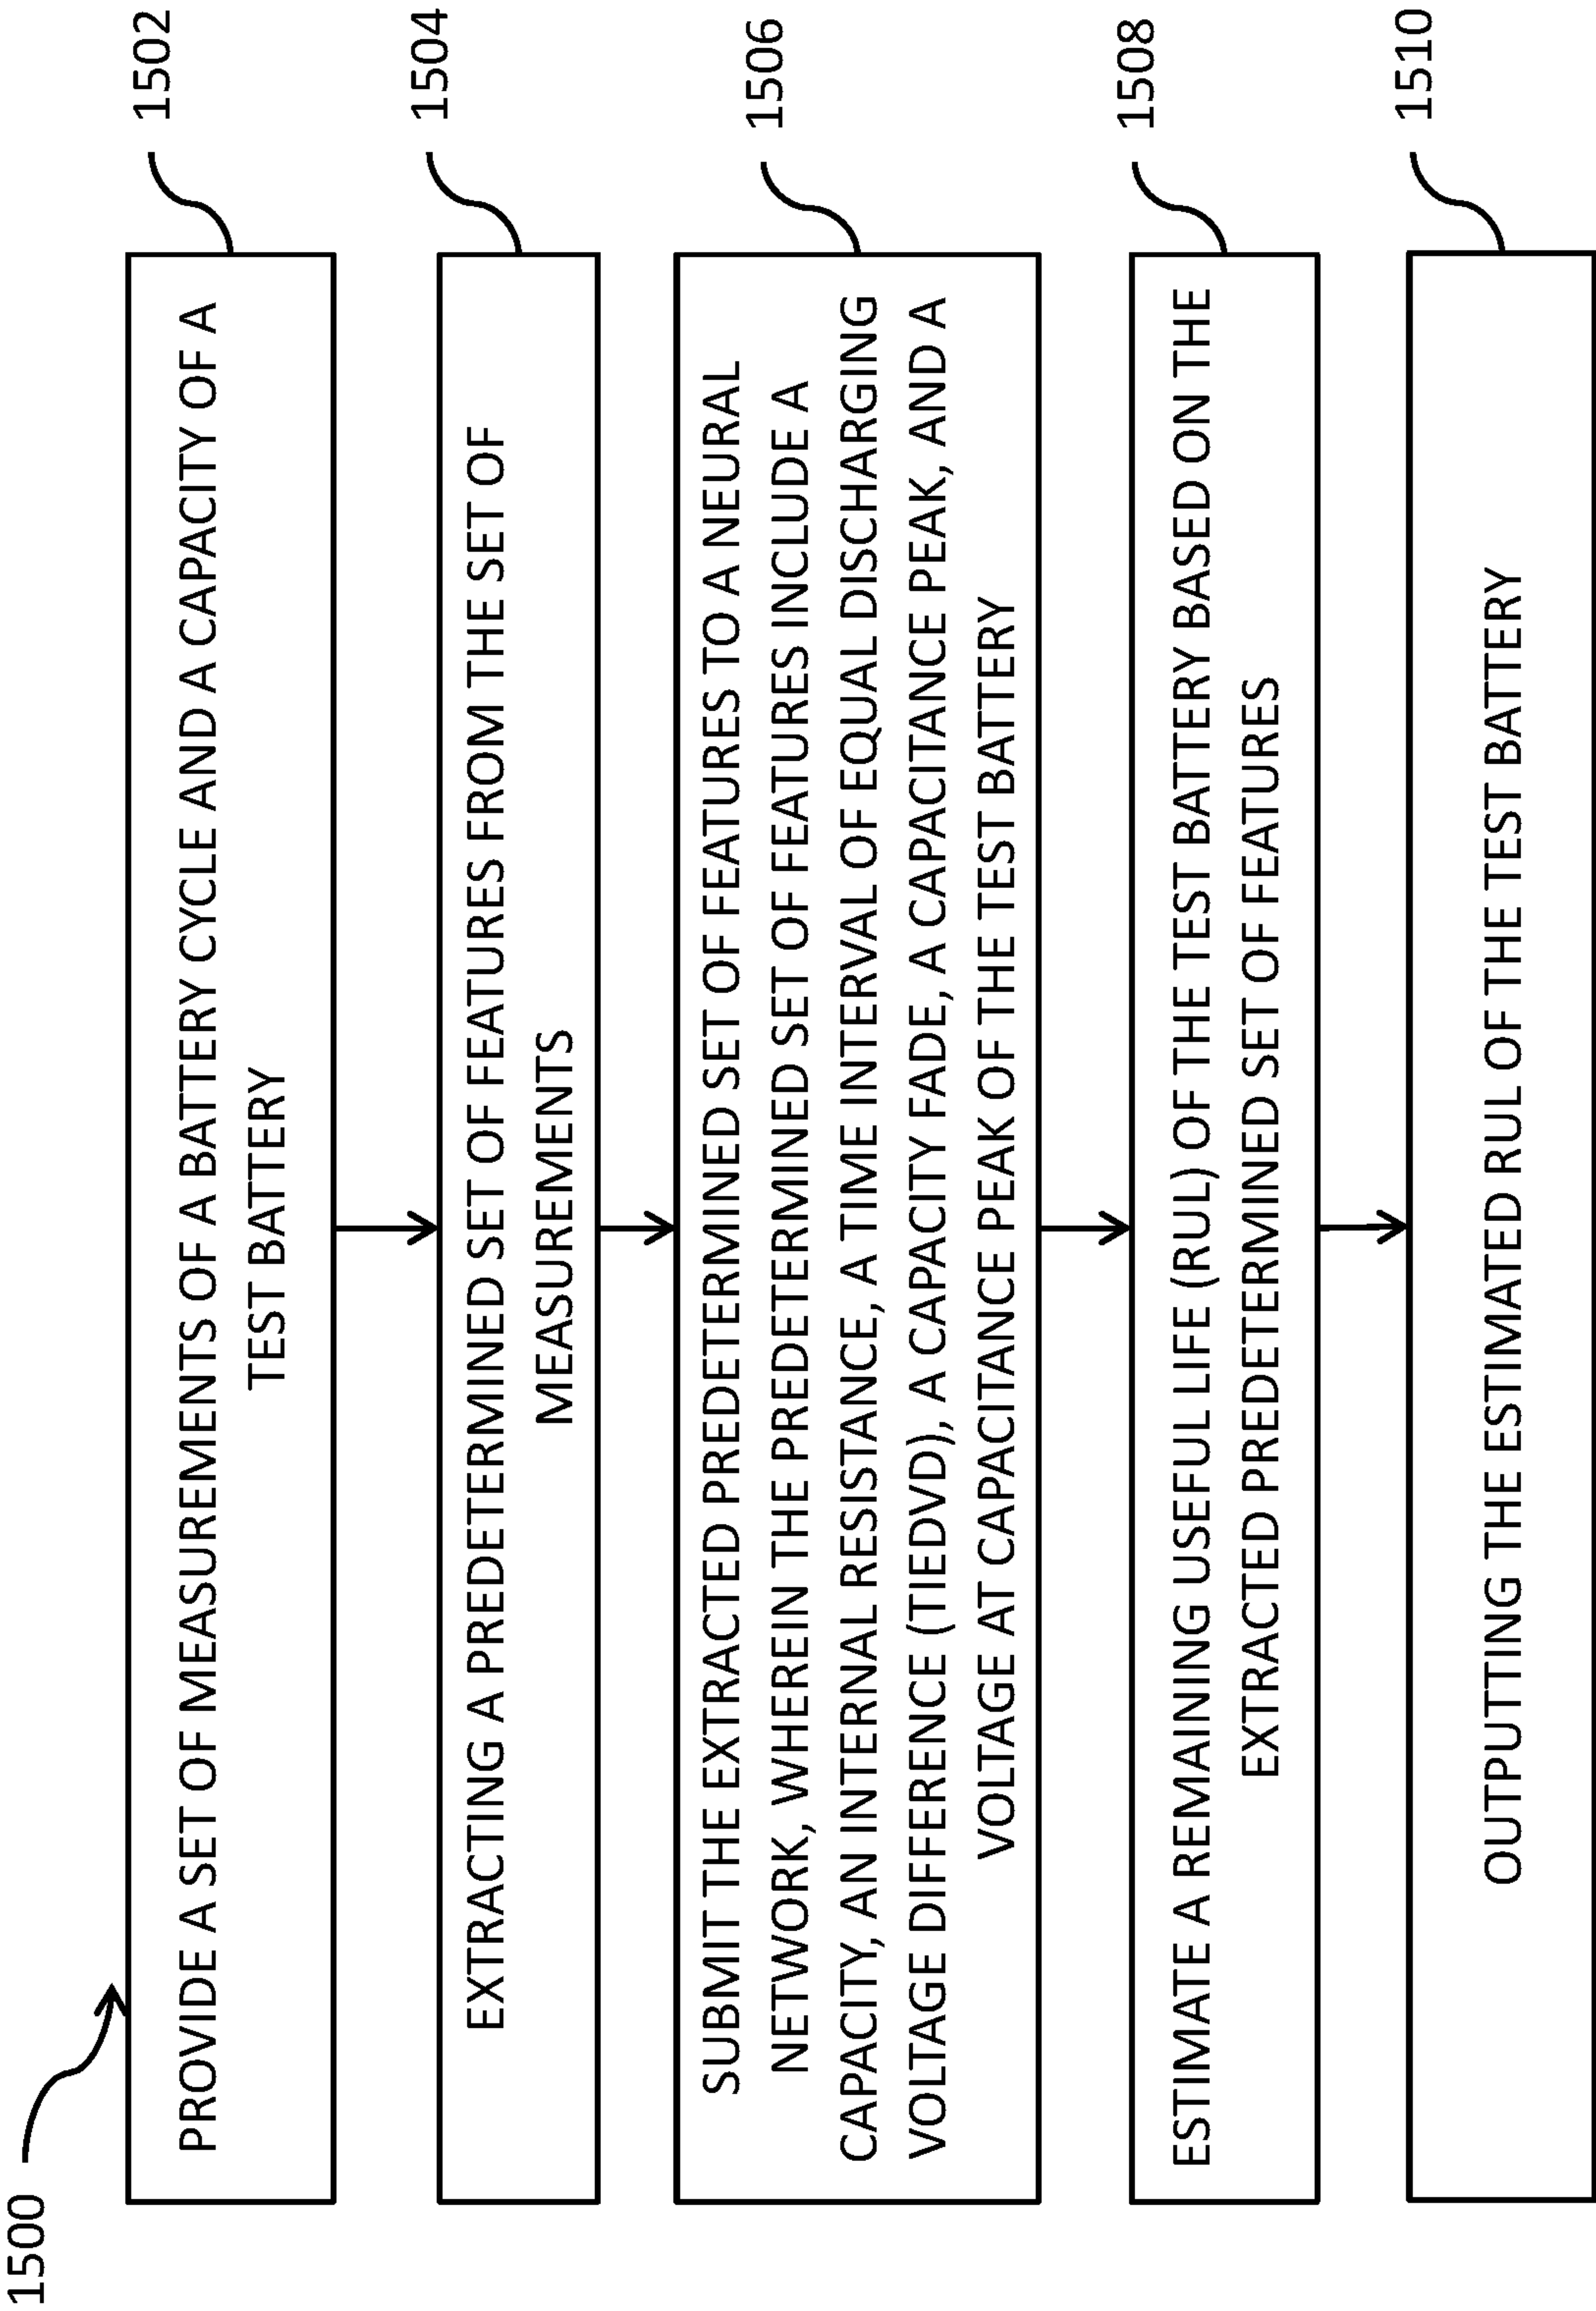 1500
PROVIDE A SET OF MEASUREMENTS OF A BATTERY CYCLE AND A CAPACITY OF A
TEST BATTERY
1502
EXTRACTING A PREDETERMINED SET OF FEATURES FROM THE SET OF
MEASUREMENTS
1504
SUBMIT THE EXTRACTED PREDETERMINED SET OF FEATURES TO A NEURAL
NETWORK, WHEREIN THE PREDETERMINED SET OF FEATURES INCLUDE A
CAPACITY, AN INTERNAL RESISTANCE, A TIME INTERVAL OF EQUAL DISCHARGING
VOLTAGE DIFFERENCE (TIEDVD), A CAPACITY FADE, A CAPACITANCE PEAK, AND A
VOLTAGE AT CAPACITANCE PEAK OF THE TEST BATTERY
1506
ESTIMATE A REMAINING USEFUL LIFE (RUL) OF THE TEST BATTERY BASED ON THE
EXTRACTED PREDETERMINED SET OF FEATURES
1508
OUTPUTTING THE ESTIMATED RUL OF THE TEST BATTERY
1510